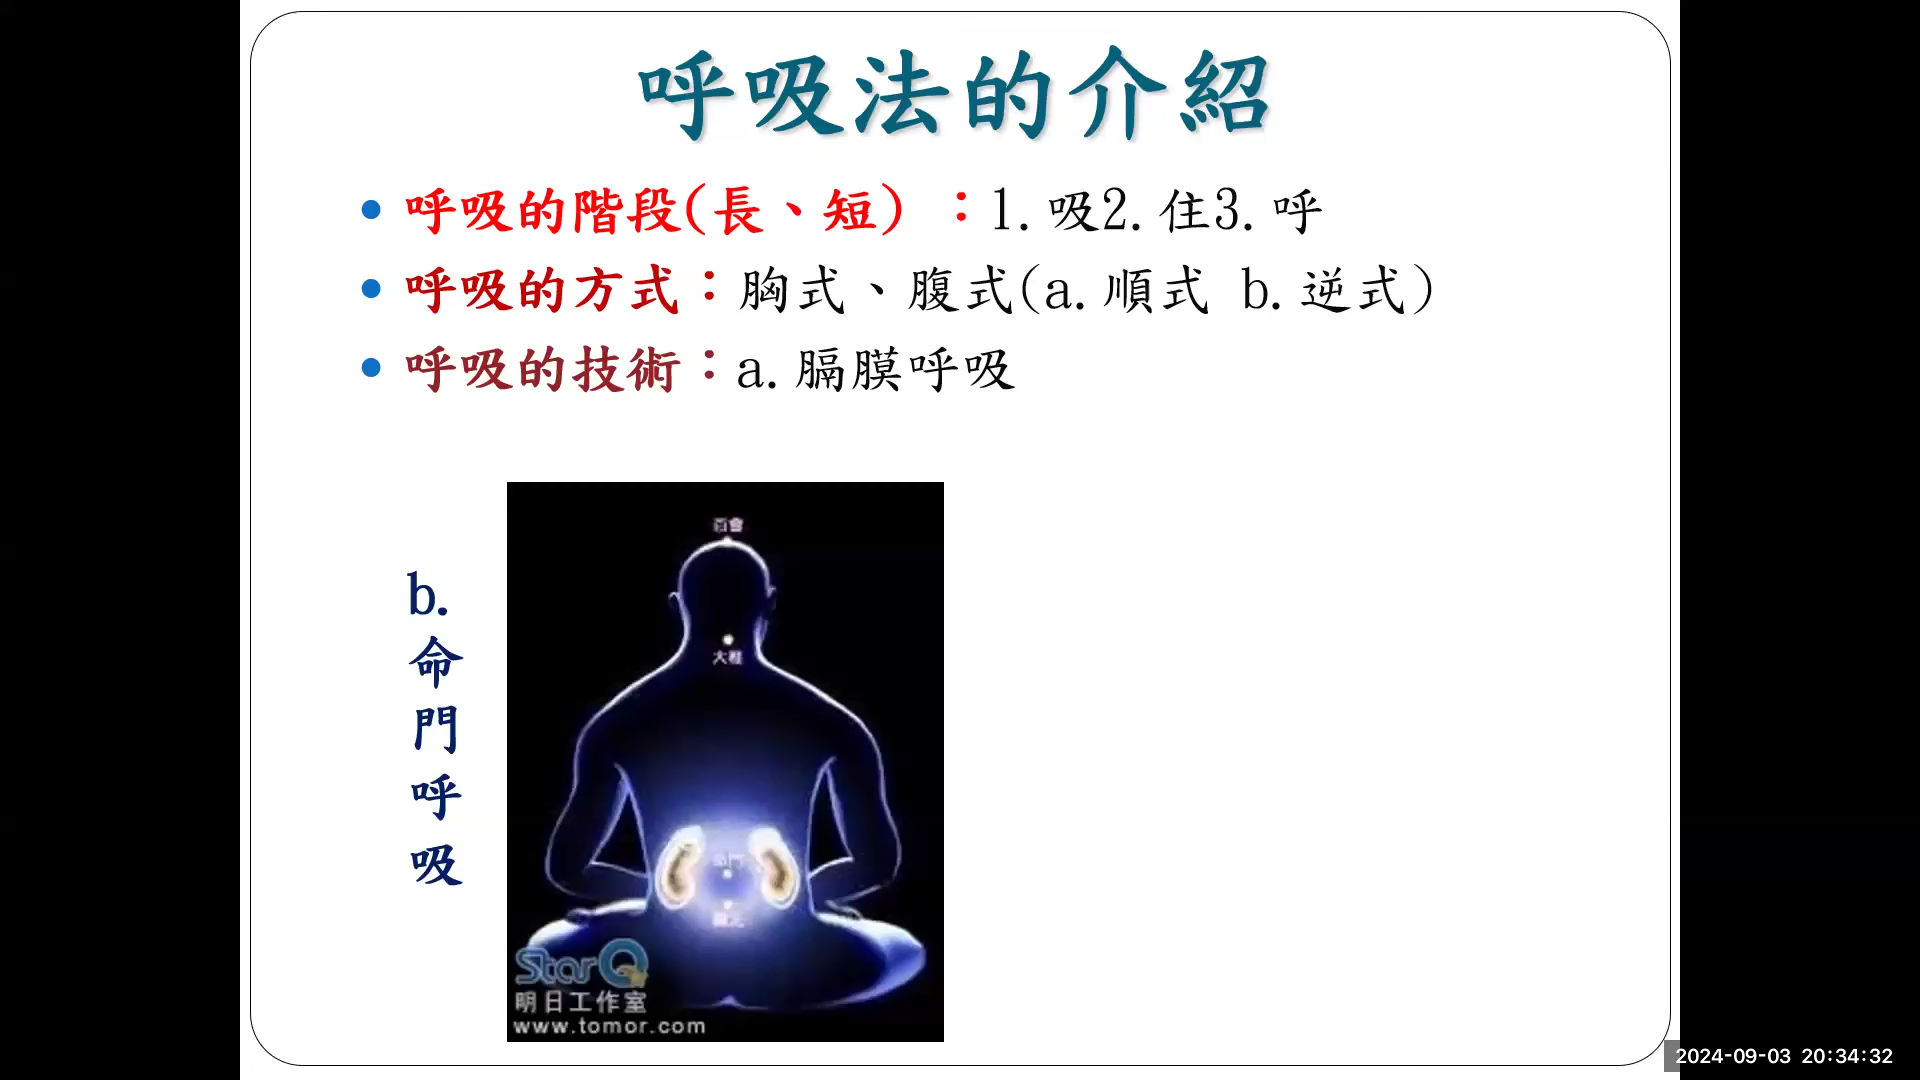 呼吸法的介紹
• 呼吸的階段(長、短) ：1.吸2.住3.呼
• 呼吸的方式：胸式、腹式(a.順式 b.逆式)
• 呼吸的技術：a.膈膜呼吸
b.
命
門
呼
吸
百會
大椎
命門
StarQ
明日工作室
www.tomor.com
2024-09-03 20:34:32